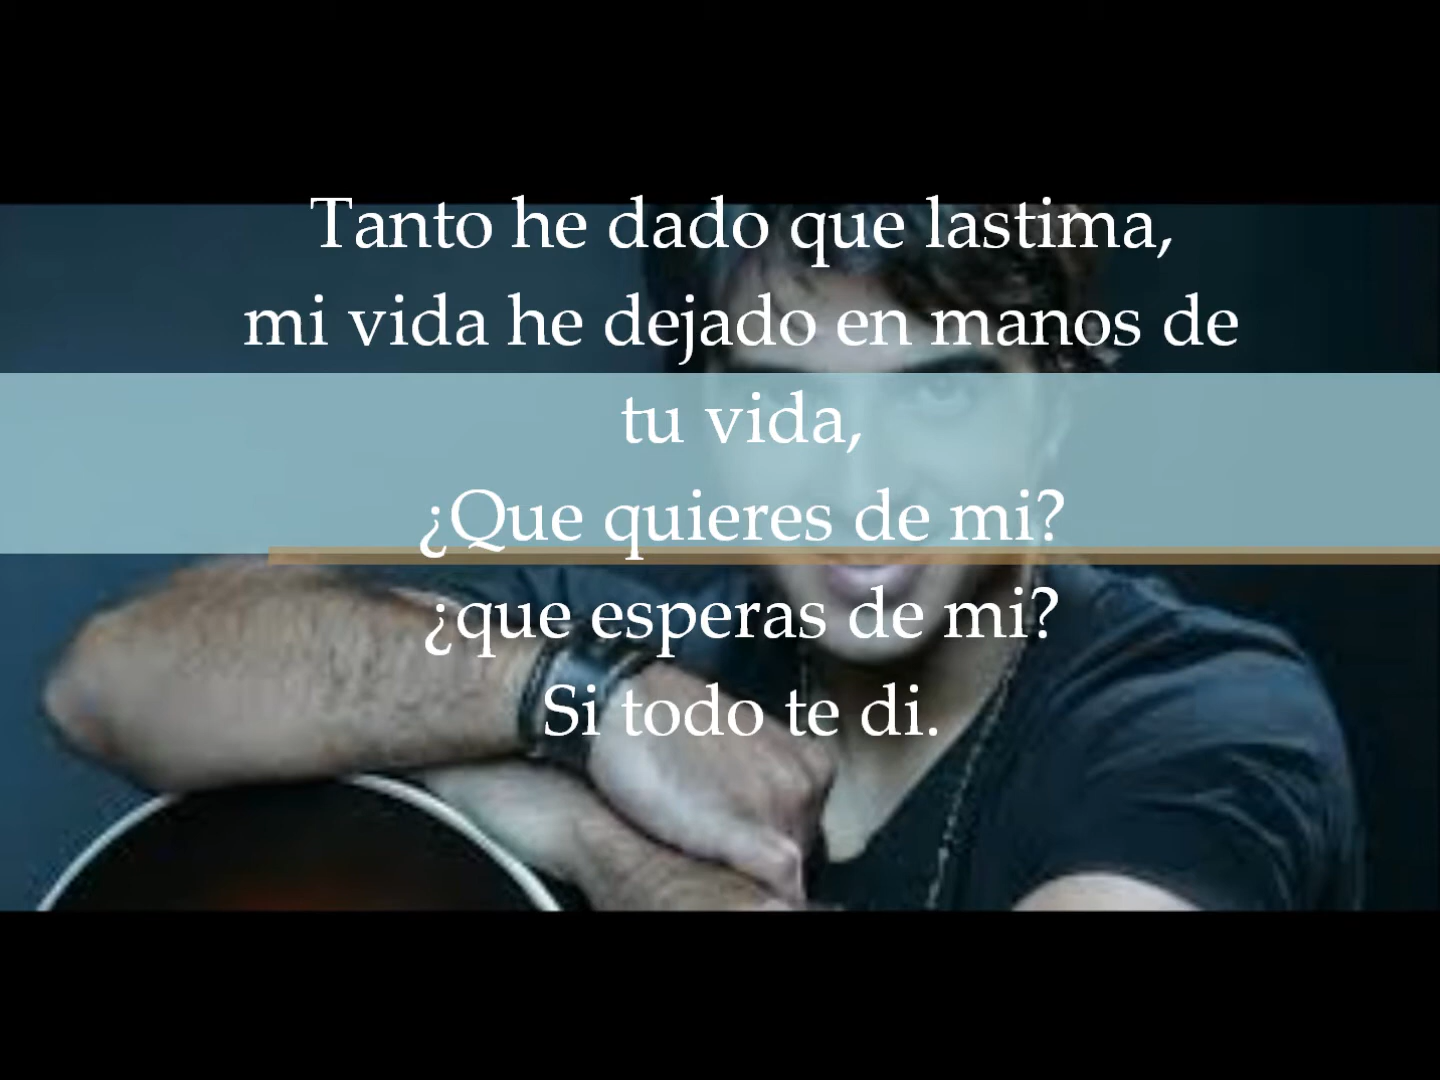 Tanto he dado que lastima,
mi vida he dejado en manos de
tu vida,
¿Que quieres de mi?
¿que esperas de mi?
Si todo te di.